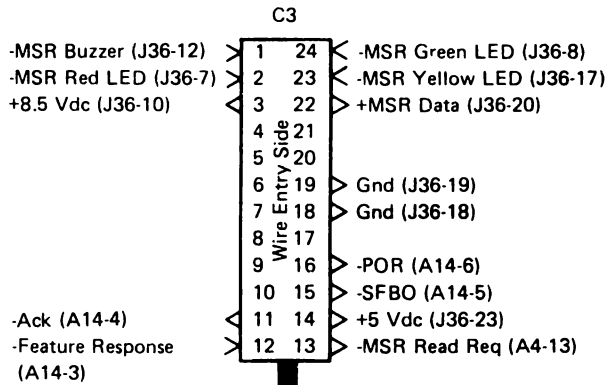 C3
-MSR Buzzer (J36-12) 1 24 -MSR Green LED (J36-8)
-MSR Red LED (J36-7) 2 23 -MSR Yellow LED (J36-17)
+8.5 Vdc (J36-10) 3 22 +MSR Data (J36-20)
4 21
5 20
6 19 Gnd (J36-19)
7 18 Gnd (J36-18)
8 17
9 16 -POR (A14-6)
10 15 -SFBO (A14-5)
-Ack (A14-4) 11 14 +5 Vdc (J36-23)
-Feature Response 12 13 -MSR Read Req (A4-13)
(A14-3)
Wire Entry Side